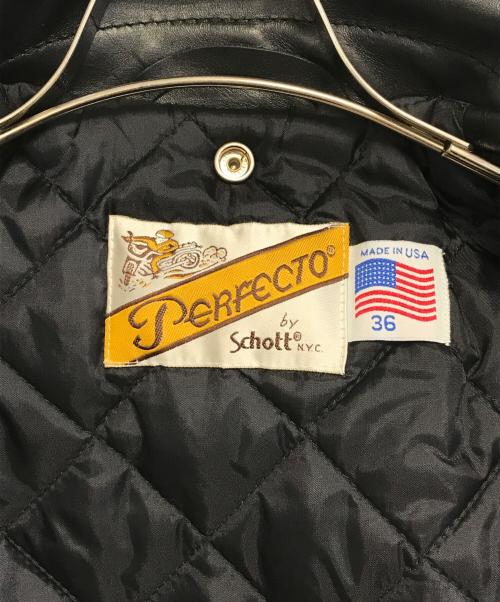 PERFECTO®
by
Schott® N.Y.C.
MADE IN USA
36